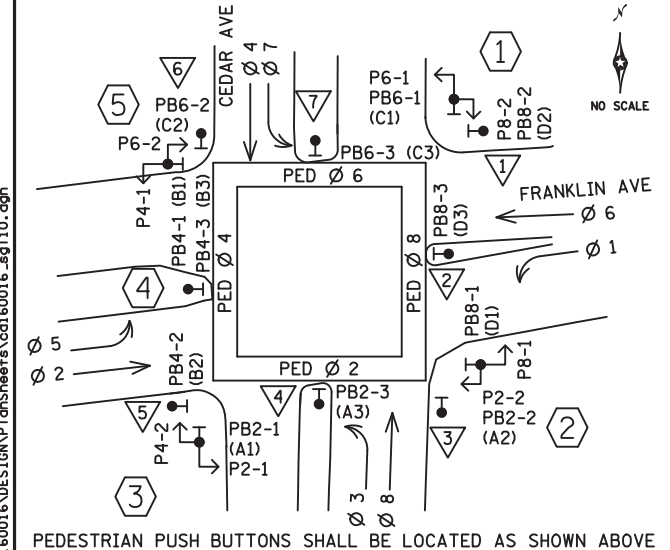 N
NO SCALE
CEDAR AVE
Ø 4
Ø 7
6
7
1
5
PB6-2
(C2)
P6-2
P4-1
P6-1
PB6-1
(C1)
P8-2
PB8-2
(D2)
1
PB6-3 (C3)
PED Ø 6
PB4-1 (B1)
PB4-3 (B3)
PED Ø 4
PED Ø 8
PB8-3
(D3)
FRANKLIN AVE
Ø 6
Ø 1
4
2
Ø 5
Ø 2
PB4-2
(B2)
PED Ø 2
PB8-1
(D1)
P8-1
5
4
PB2-3
(A3)
P2-2
PB2-2
(A2)
3
2
P4-2
PB2-1
(A1)
P2-1
3
Ø 3
Ø 8
PEDESTRIAN PUSH BUTTONS SHALL BE LOCATED AS SHOWN ABOVE